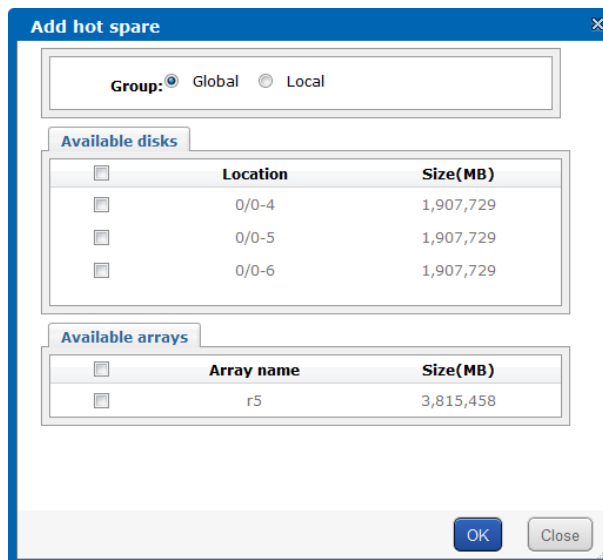 Add hot spare
Group: Global Local
Available disks
Location Size(MB)
0/0-4 1,907,729
0/0-5 1,907,729
0/0-6 1,907,729
Available arrays
Array name Size(MB)
r5 3,815,458
OK Close